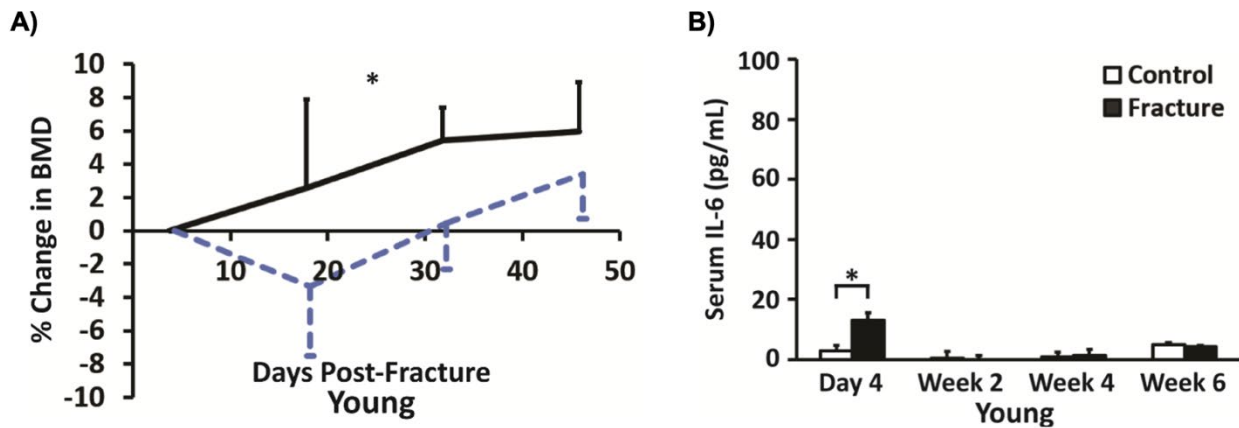 A)
% Change in BMD
10
8
6
4
2
0
-2
-4
-6
-8
-10
*
10 20 30 40 50
Days Post-Fracture
Young
B)
Serum IL-6 (pg/mL)
100
80
60
40
20
0
Control
Fracture
*
Day 4 Week 2 Week 4 Week 6
Young